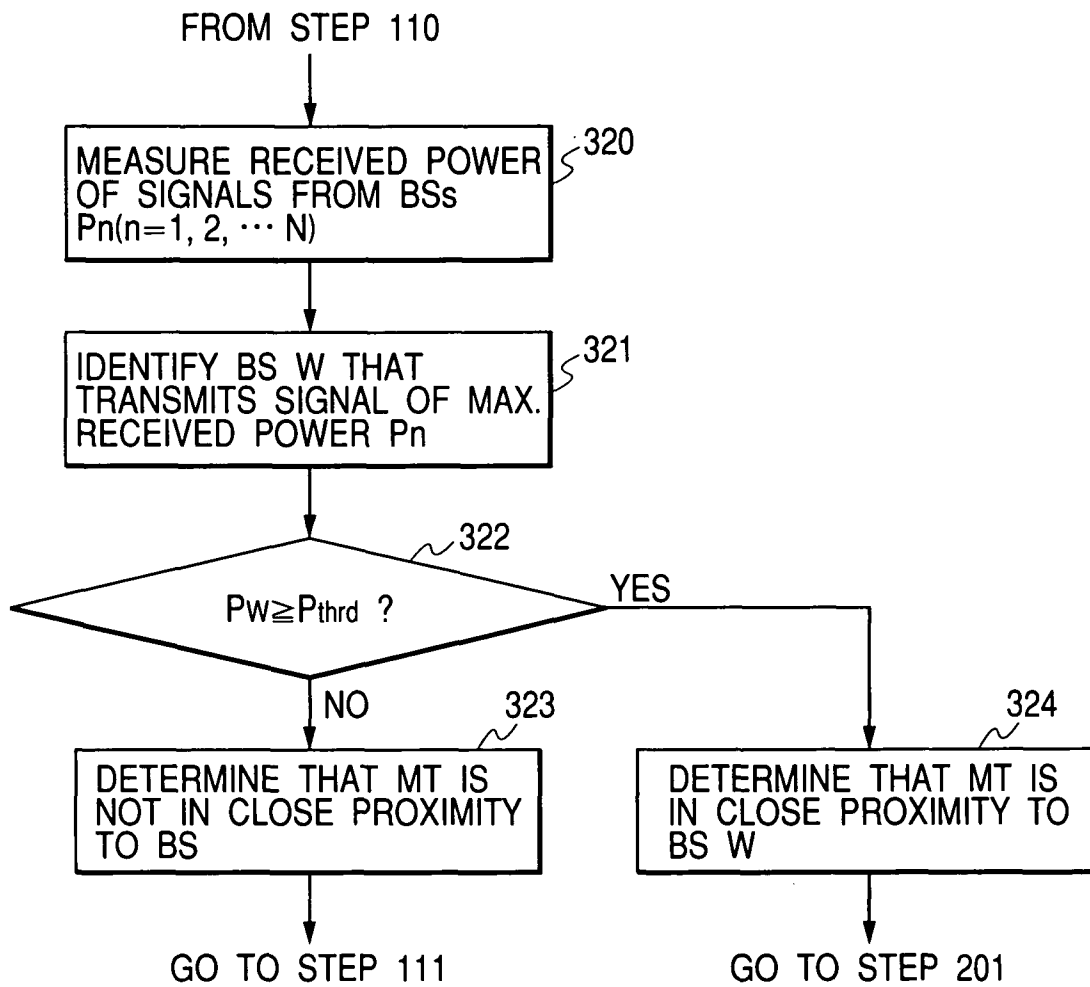 FROM STEP 110
320
MEASURE RECEIVED POWER
OF SIGNALS FROM BSs
Pn(n=1, 2, ··· N)
321
IDENTIFY BS W THAT
TRANSMITS SIGNAL OF MAX.
RECEIVED POWER Pn
322
PW≧Pthrd ?
YES
NO
323
DETERMINE THAT MT IS
NOT IN CLOSE PROXIMITY
TO BS
324
DETERMINE THAT MT IS
IN CLOSE PROXIMITY TO
BS W
GO TO STEP 111
GO TO STEP 201